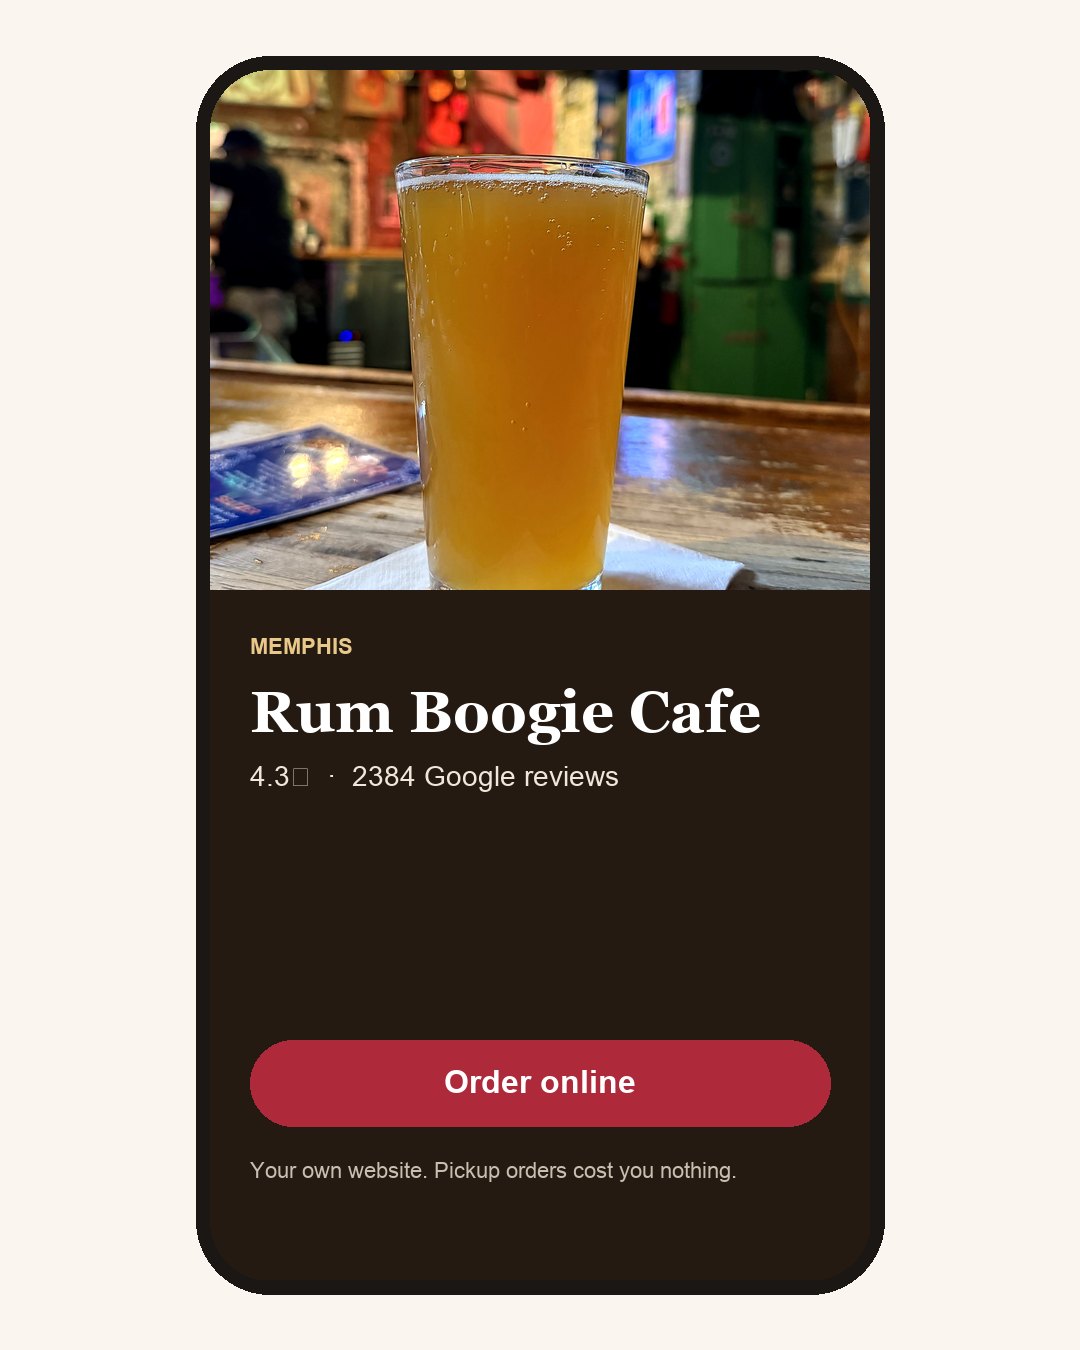 MEMPHIS
Rum Boogie Cafe
4.3□ · 2384 Google reviews
Order online
Your own website. Pickup orders cost you nothing.